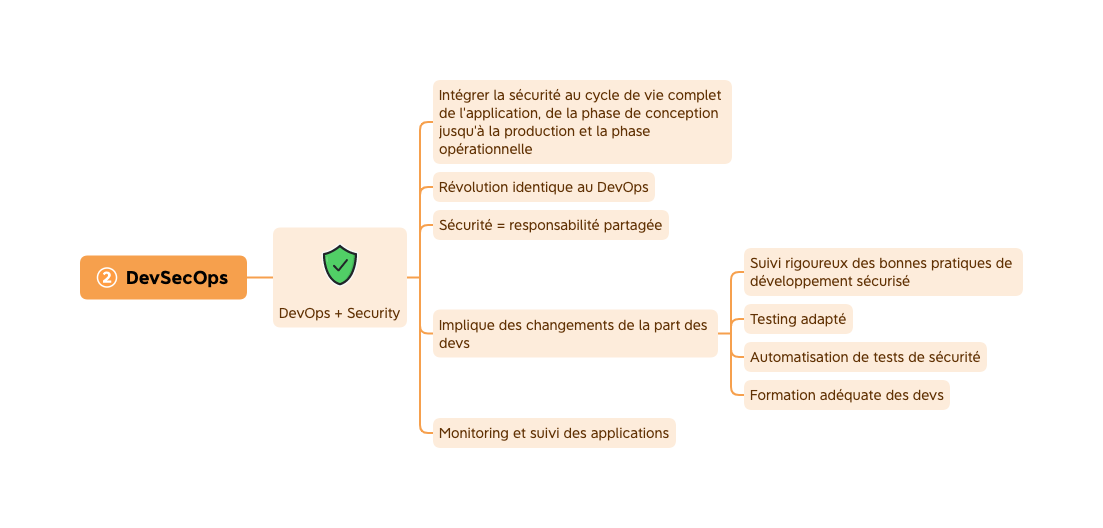 ② DevSecOps
DevOps + Security
Intégrer la sécurité au cycle de vie complet
de l'application, de la phase de conception
jusqu'à la production et la phase
opérationnelle
Révolution identique au DevOps
Sécurité = responsabilité partagée
Implique des changements de la part des
devs
Suivi rigoureux des bonnes pratiques de
développement sécurisé
Testing adapté
Automatisation de tests de sécurité
Formation adéquate des devs
Monitoring et suivi des applications